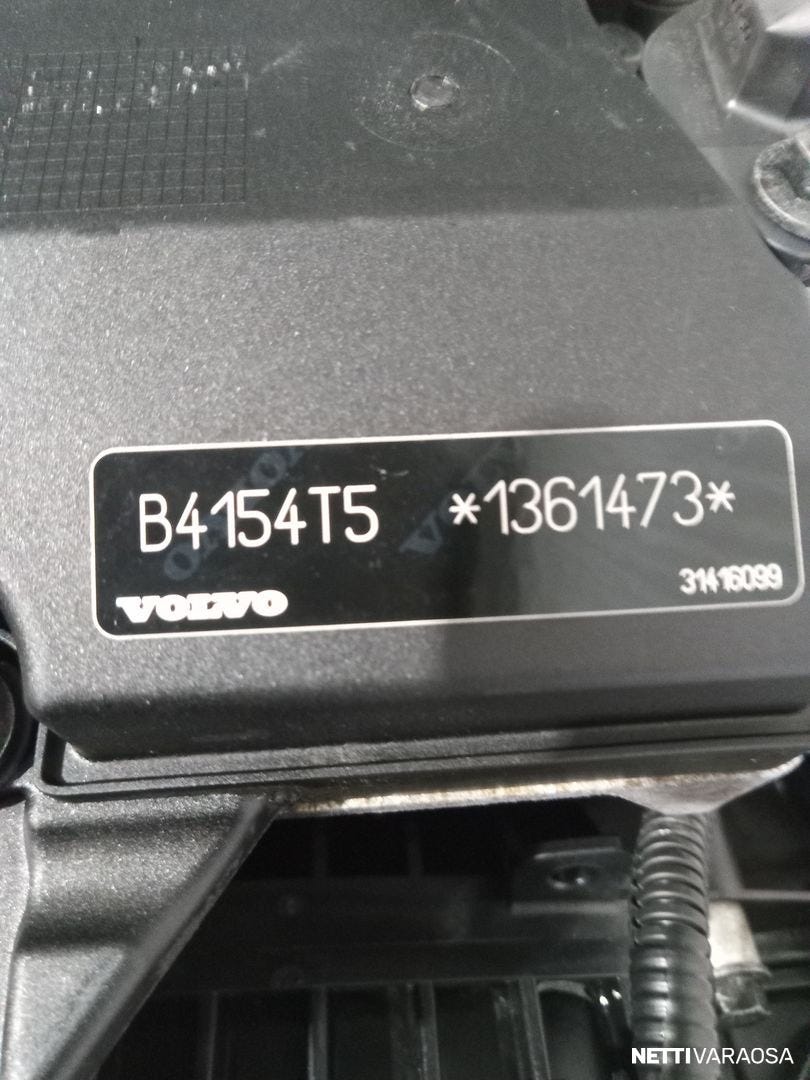 B4154T5 *1361473*
VOLVO 31416099
NETTIVARAOSA